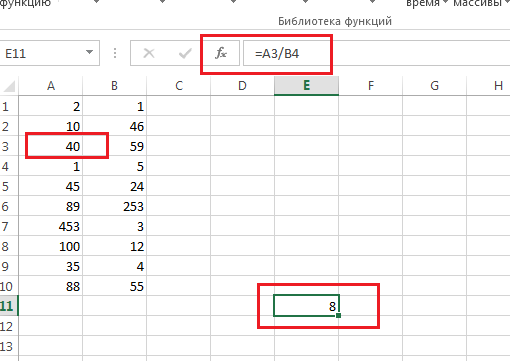 функцию время массивы
Библиотека функций
E11 fx =A3/B4
A B C D E F G H
1 2 1
2 10 46
3 40 59
4 1 5
5 45 24
6 89 253
7 453 3
8 100 12
9 35 4
10 88 55
11 8
12
13